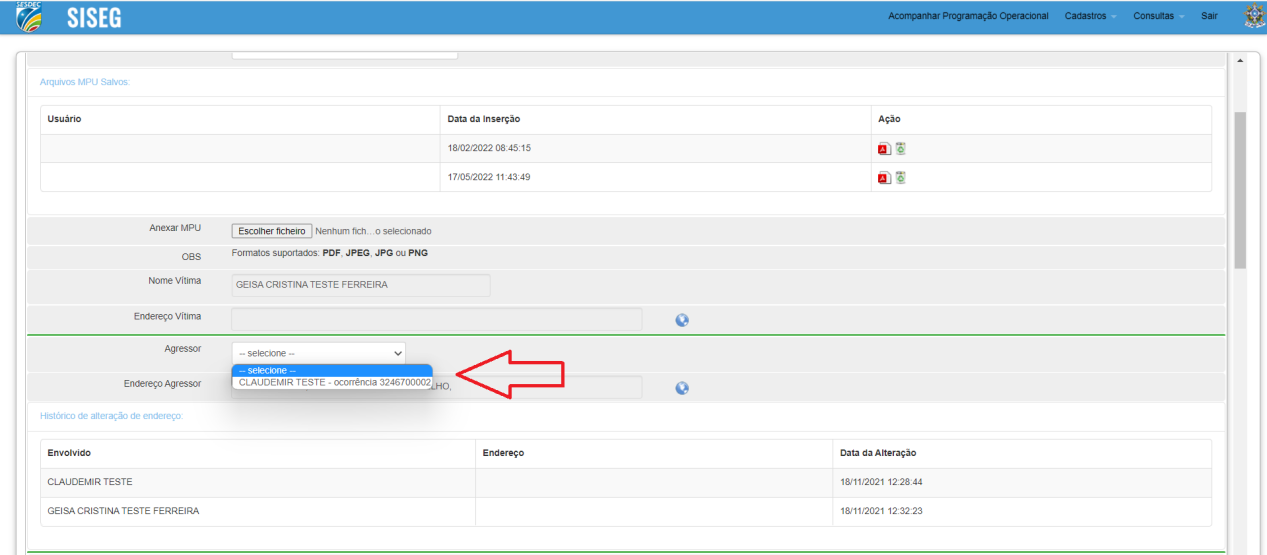 SESDEC
SISEG
Acompanhar Programação Operacional Cadastros Consultas Sair
Arquivos MPU Salvos:
Usuário Data da Inserção Ação
18/02/2022 08:45:15
17/05/2022 11:43:49
Anexar MPU Escolher ficheiro Nenhum fich…o selecionado
OBS Formatos suportados: PDF, JPEG, JPG ou PNG
Nome Vítima GEISA CRISTINA TESTE FERREIRA
Endereço Vítima
Agressor -- selecione --
-- selecione --
CLAUDEMIR TESTE - ocorrência 3246700002
Endereço Agressor LHO,
Histórico de alteração de endereço:
Envolvido Endereço Data da Alteração
CLAUDEMIR TESTE 18/11/2021 12:28:44
GEISA CRISTINA TESTE FERREIRA 18/11/2021 12:32:23